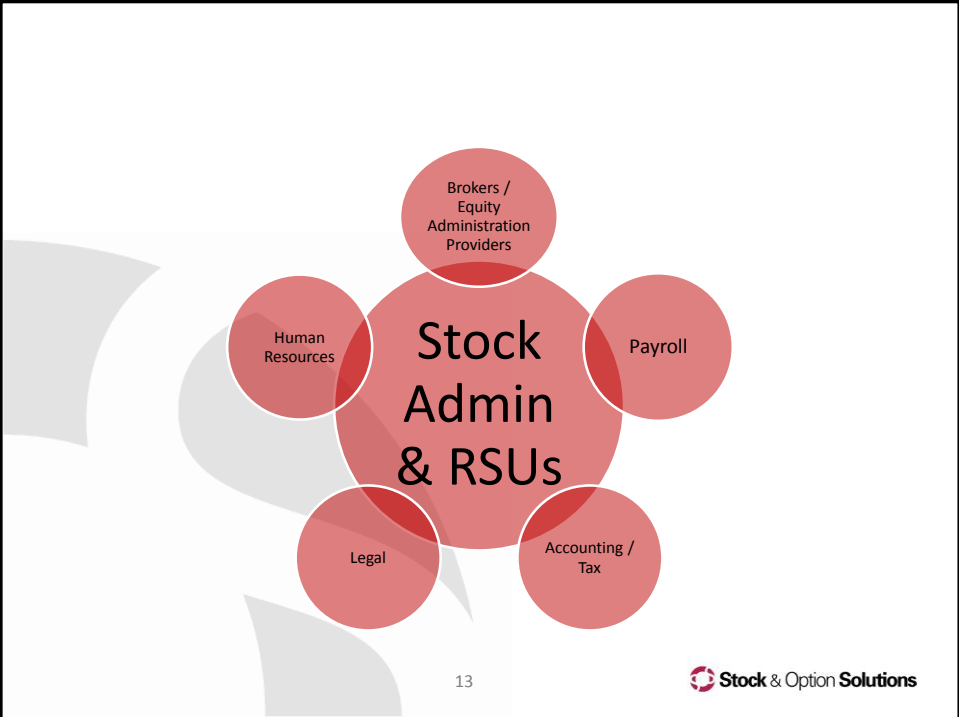 Brokers /
Equity
Administration
Providers
Human
Resources
Stock
Admin
& RSUs
Payroll
Legal
Accounting /
Tax
13
Stock & Option Solutions